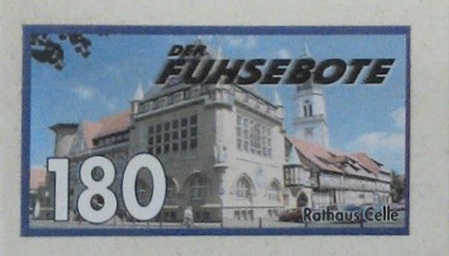 DER
FUHSEBOTE
180
Rathaus Celle